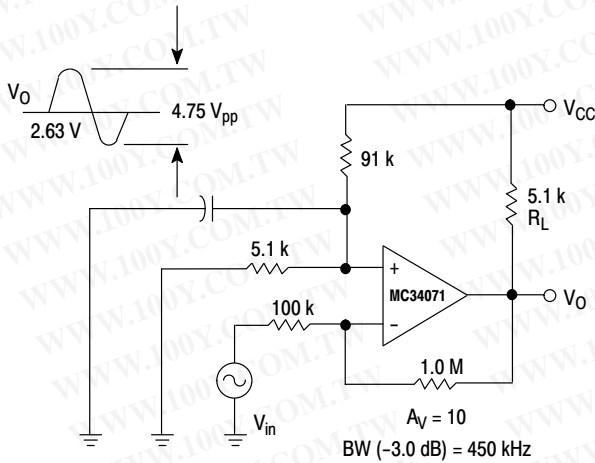 V_O
2.63 V
4.75 V_pp
V_CC
91 k
5.1 k
R_L
5.1 k
+
MC34071
V_O
100 k
−
1.0 M
V_in
A_V = 10
BW (−3.0 dB) = 450 kHz
WWW.100Y.COM.TW